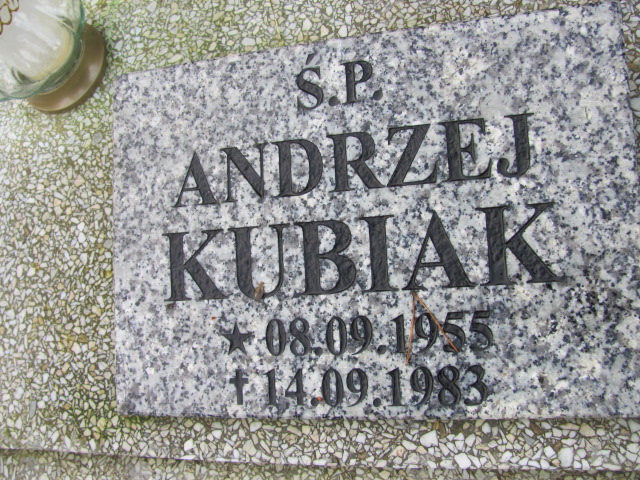 Ś.P.
ANDRZEJ
KUBIAK
★ 08.09.1955
† 14.09.1983